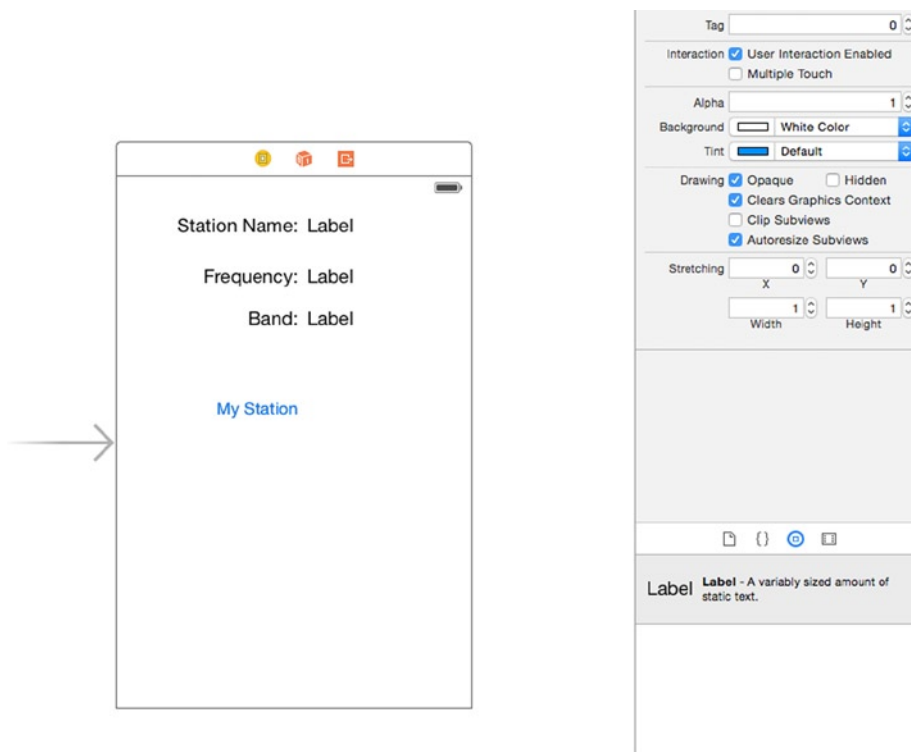 Station Name: Label
Frequency: Label
Band: Label
My Station
Tag 0
Interaction User Interaction Enabled
Multiple Touch
Alpha 1
Background White Color
Tint Default
Drawing Opaque Hidden
Clears Graphics Context
Clip Subviews
Autoresize Subviews
Stretching 0 0
X Y
1 1
Width Height
{}
Label Label - A variably sized amount of
static text.